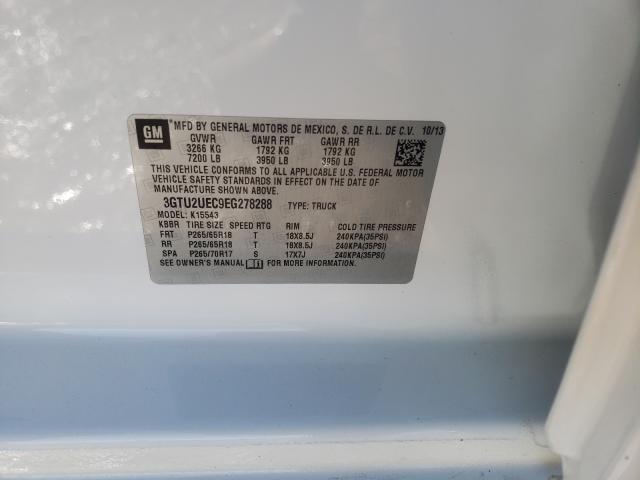 GM MFD BY GENERAL MOTORS DE MEXICO, S. DE R.L. DE C.V. 10/13
GVWR GAWR FRT GAWR RR
3266 KG 1792 KG 1792 KG
7200 LB 3950 LB 3950 LB
THIS VEHICLE CONFORMS TO ALL APPLICABLE U.S. FEDERAL MOTOR
VEHICLE SAFETY STANDARDS IN EFFECT ON THE DATE OF
MANUFACTURE SHOWN ABOVE.
3GTU2UEC9EG278288 TYPE: TRUCK
MODEL: K15543
KBBR TIRE SIZE SPEED RTG RIM COLD TIRE PRESSURE
FRT P265/65R18 T 18X8.5J 240KPA(35PSI)
RR P265/65R18 T 18X8.5J 240KPA(35PSI)
SPA P265/70R17 S 17X7J 240KPA(35PSI)
SEE OWNER'S MANUAL FOR MORE INFORMATION.